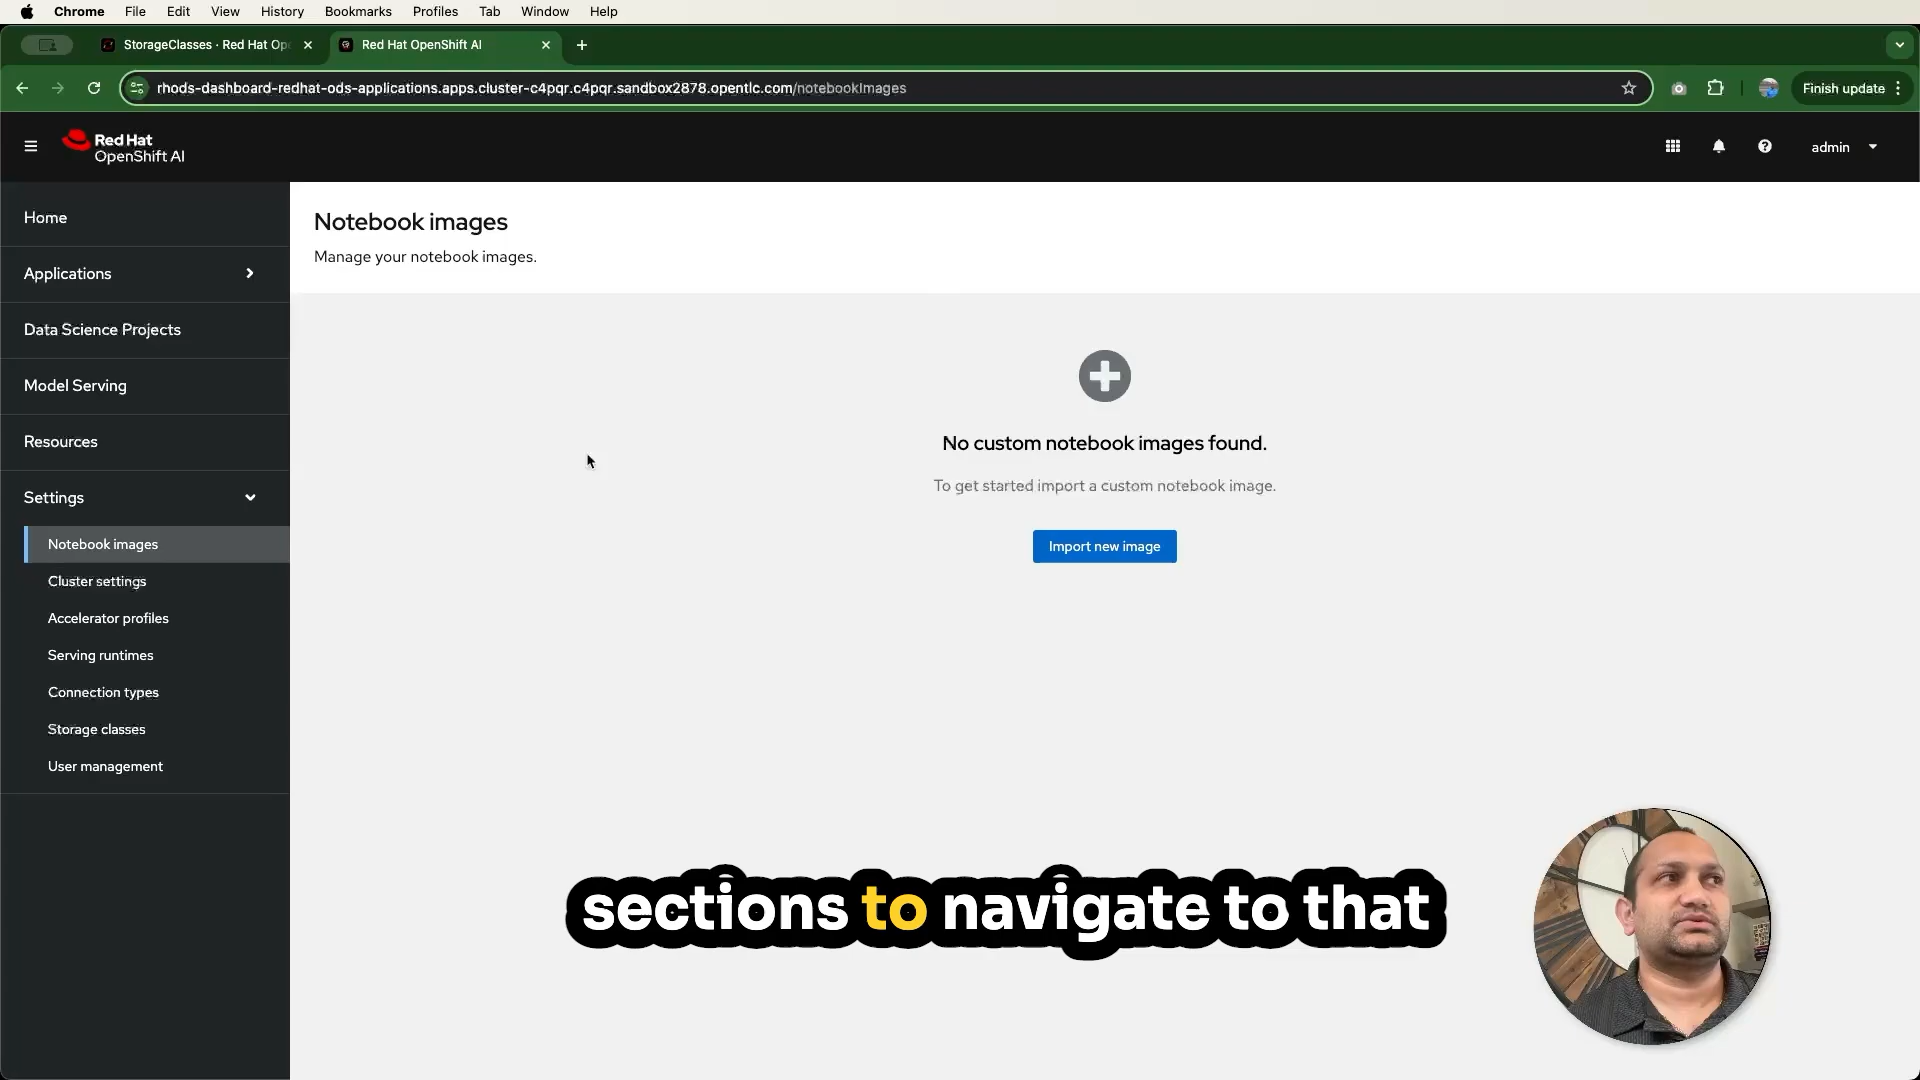 Chrome File Edit View History Bookmarks Profiles Tab Window Help
StorageClasses · Red Hat Op
Red Hat OpenShift AI
rhods-dashboard-redhat-ods-applications.apps.cluster-c4pqr.c4pqr.sandbox2878.opentlc.com/notebookImages
Finish update
Red Hat
OpenShift AI
admin
Home
Applications
Data Science Projects
Model Serving
Resources
Settings
Notebook images
Cluster settings
Accelerator profiles
Serving runtimes
Connection types
Storage classes
User management
Notebook images
Manage your notebook images.
No custom notebook images found.
To get started import a custom notebook image.
Import new image
sections to navigate to that